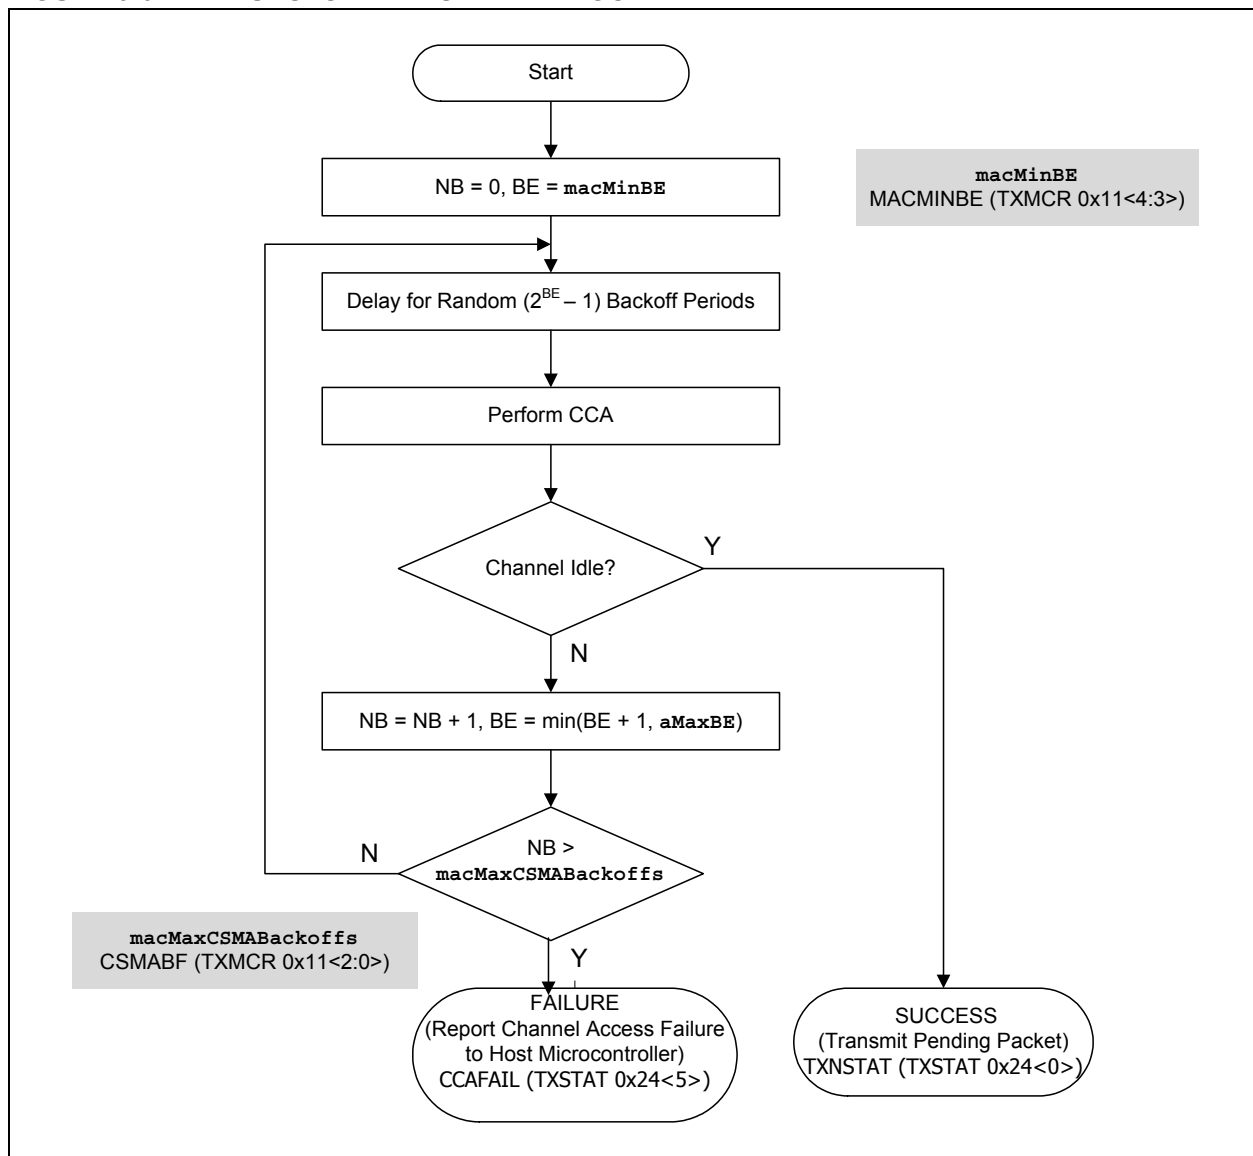 Start
NB = 0, BE = macMinBE
macMinBE
MACMINBE (TXMCR 0x11<4:3>)
Delay for Random (2^BE – 1) Backoff Periods
Perform CCA
Channel Idle?
Y
N
NB = NB + 1, BE = min(BE + 1, aMaxBE)
NB >
macMaxCSMABackoffs
N
Y
macMaxCSMABackoffs
CSMABF (TXMCR 0x11<2:0>)
FAILURE
(Report Channel Access Failure
to Host Microcontroller)
CCAFAIL (TXSTAT 0x24<5>)
SUCCESS
(Transmit Pending Packet)
TXNSTAT (TXSTAT 0x24<0>)